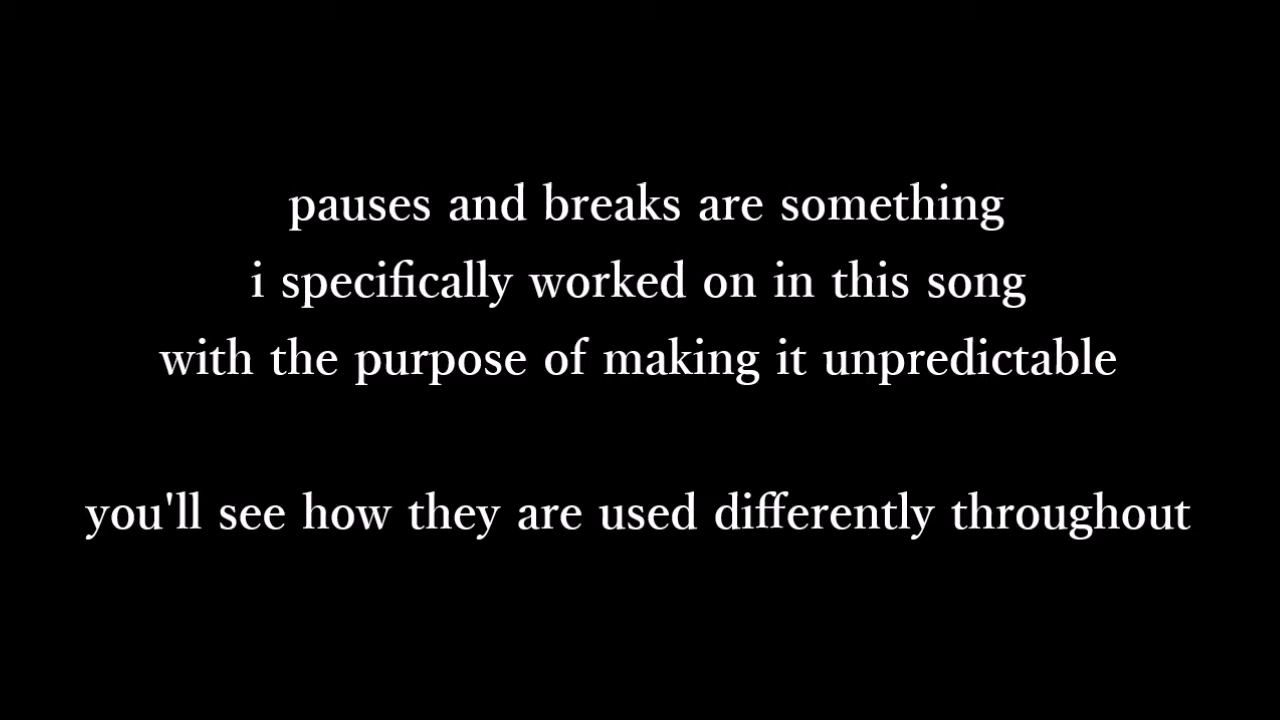 pauses and breaks are something
i specifically worked on in this song
with the purpose of making it unpredictable
you'll see how they are used differently throughout